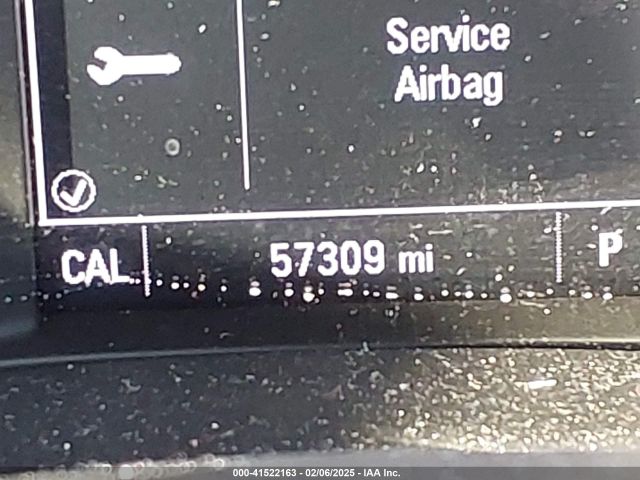 Service
Airbag
CAL
57309 mi
P
000-41522163 - 02/06/2025 - IAA Inc.